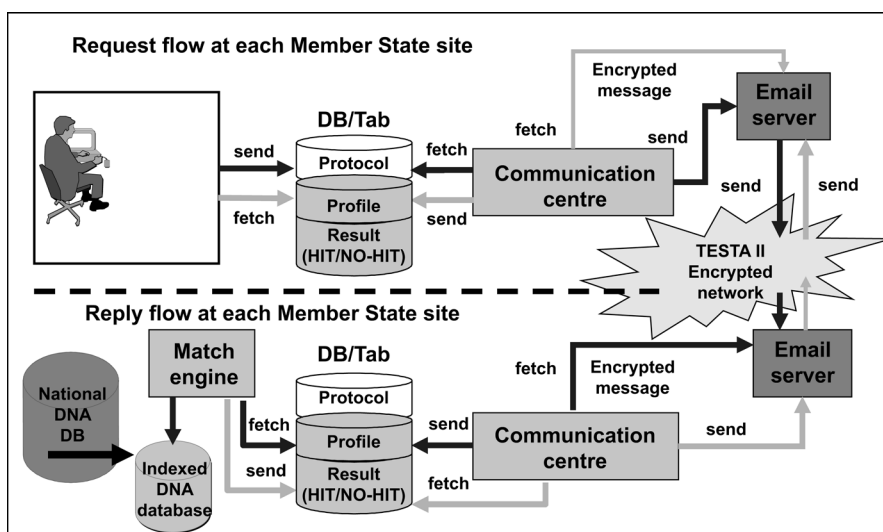 Request flow at each Member State site
Encrypted
message
Email
server
DB/Tab
fetch
send
send
Protocol
fetch
Communication
centre
send
send
fetch
Profile
send
Result
(HIT/NO-HIT)
TESTA II
Encrypted
network
Reply flow at each Member State site
Match
engine
DB/Tab
fetch
Encrypted
message
Email
server
National
DNA
DB
Protocol
fetch
Profile
send
Communication
centre
send
Indexed
DNA
database
send
Result
(HIT/NO-HIT)
fetch